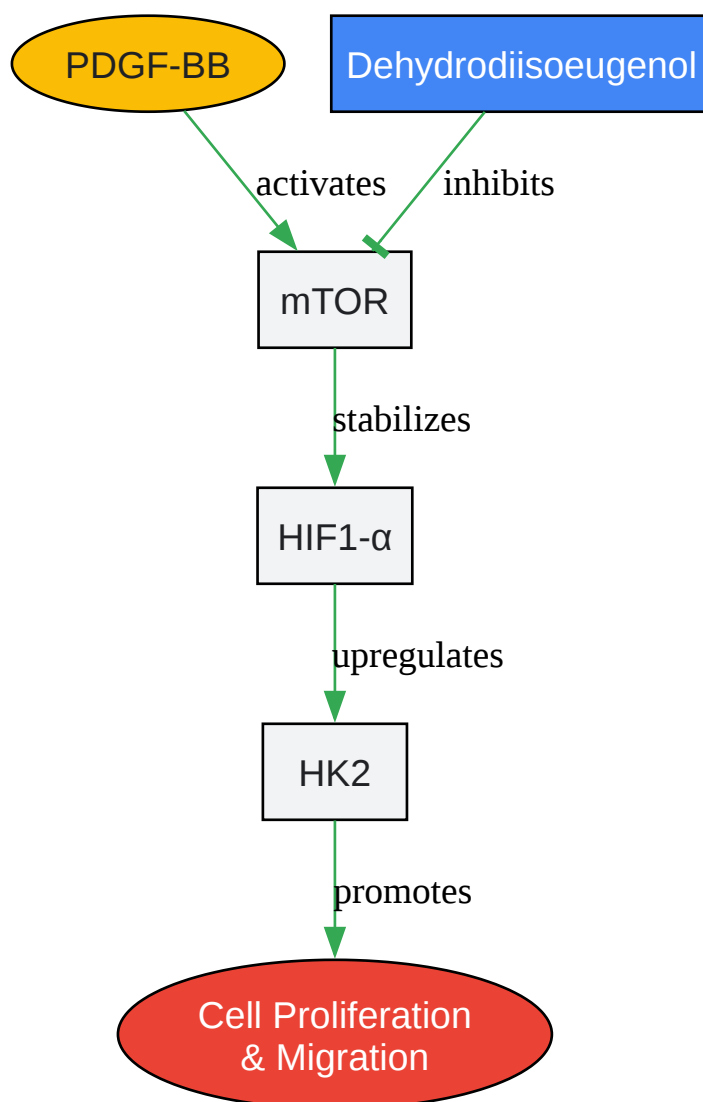 PDGF-BB
Dehydrodiisoeugenol
activates
inhibits
mTOR
stabilizes
HIF1-α
upregulates
HK2
promotes
Cell Proliferation
& Migration